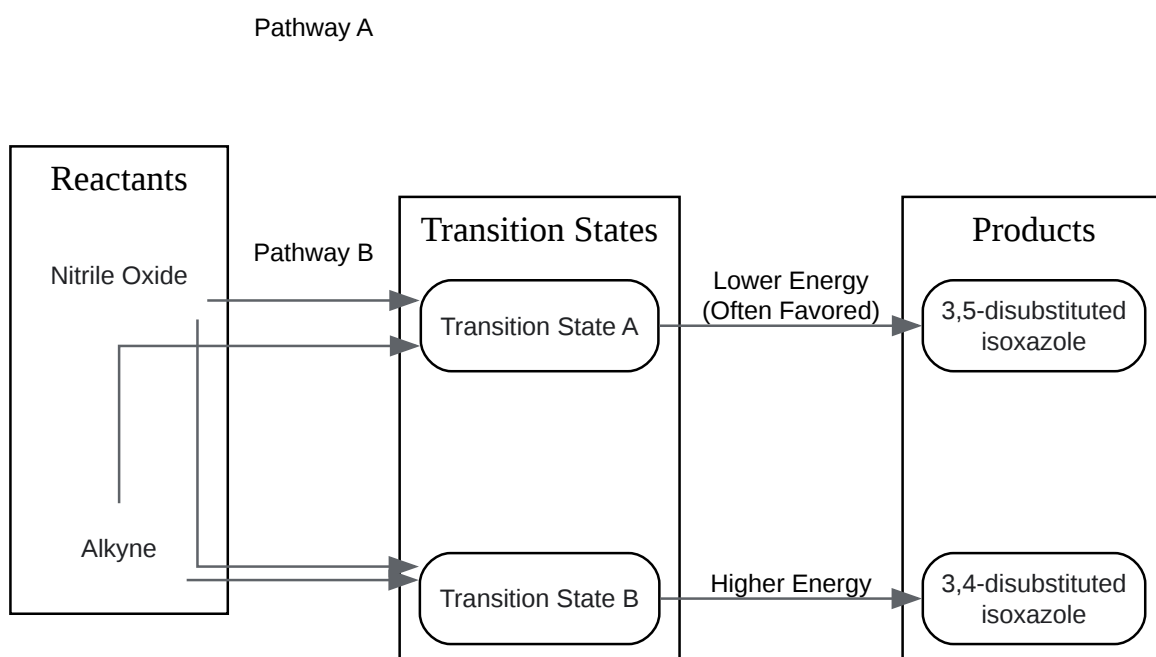 Pathway A
Reactants
Nitrile Oxide
Alkyne
Pathway B
Transition States
Transition State A
Transition State B
Lower Energy
(Often Favored)
Higher Energy
Products
3,5-disubstituted
isoxazole
3,4-disubstituted
isoxazole